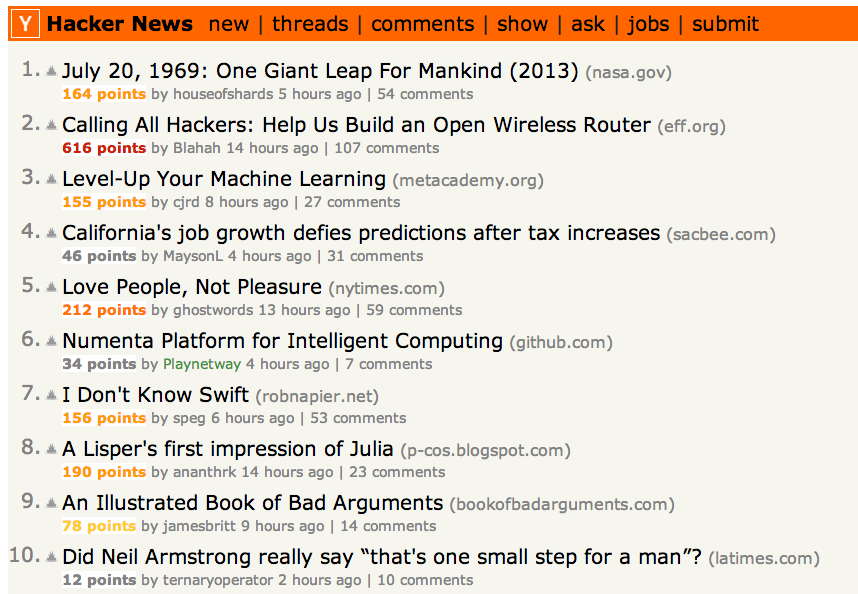 Y Hacker News new | threads | comments | show | ask | jobs | submit
1. July 20, 1969: One Giant Leap For Mankind (2013) (nasa.gov)
164 points by houseofshards 5 hours ago | 54 comments
2. Calling All Hackers: Help Us Build an Open Wireless Router (eff.org)
616 points by Blahah 14 hours ago | 107 comments
3. Level-Up Your Machine Learning (metacademy.org)
155 points by cjrd 8 hours ago | 27 comments
4. California's job growth defies predictions after tax increases (sacbee.com)
46 points by MaysonL 4 hours ago | 31 comments
5. Love People, Not Pleasure (nytimes.com)
212 points by ghostwords 13 hours ago | 59 comments
6. Numenta Platform for Intelligent Computing (github.com)
34 points by Playnetway 4 hours ago | 7 comments
7. I Don't Know Swift (robnapier.net)
156 points by speg 6 hours ago | 53 comments
8. A Lisper's first impression of Julia (p-cos.blogspot.com)
190 points by ananthrk 14 hours ago | 23 comments
9. An Illustrated Book of Bad Arguments (bookofbadarguments.com)
78 points by jamesbritt 9 hours ago | 14 comments
10. Did Neil Armstrong really say “that's one small step for a man”? (latimes.com)
12 points by ternaryoperator 2 hours ago | 10 comments